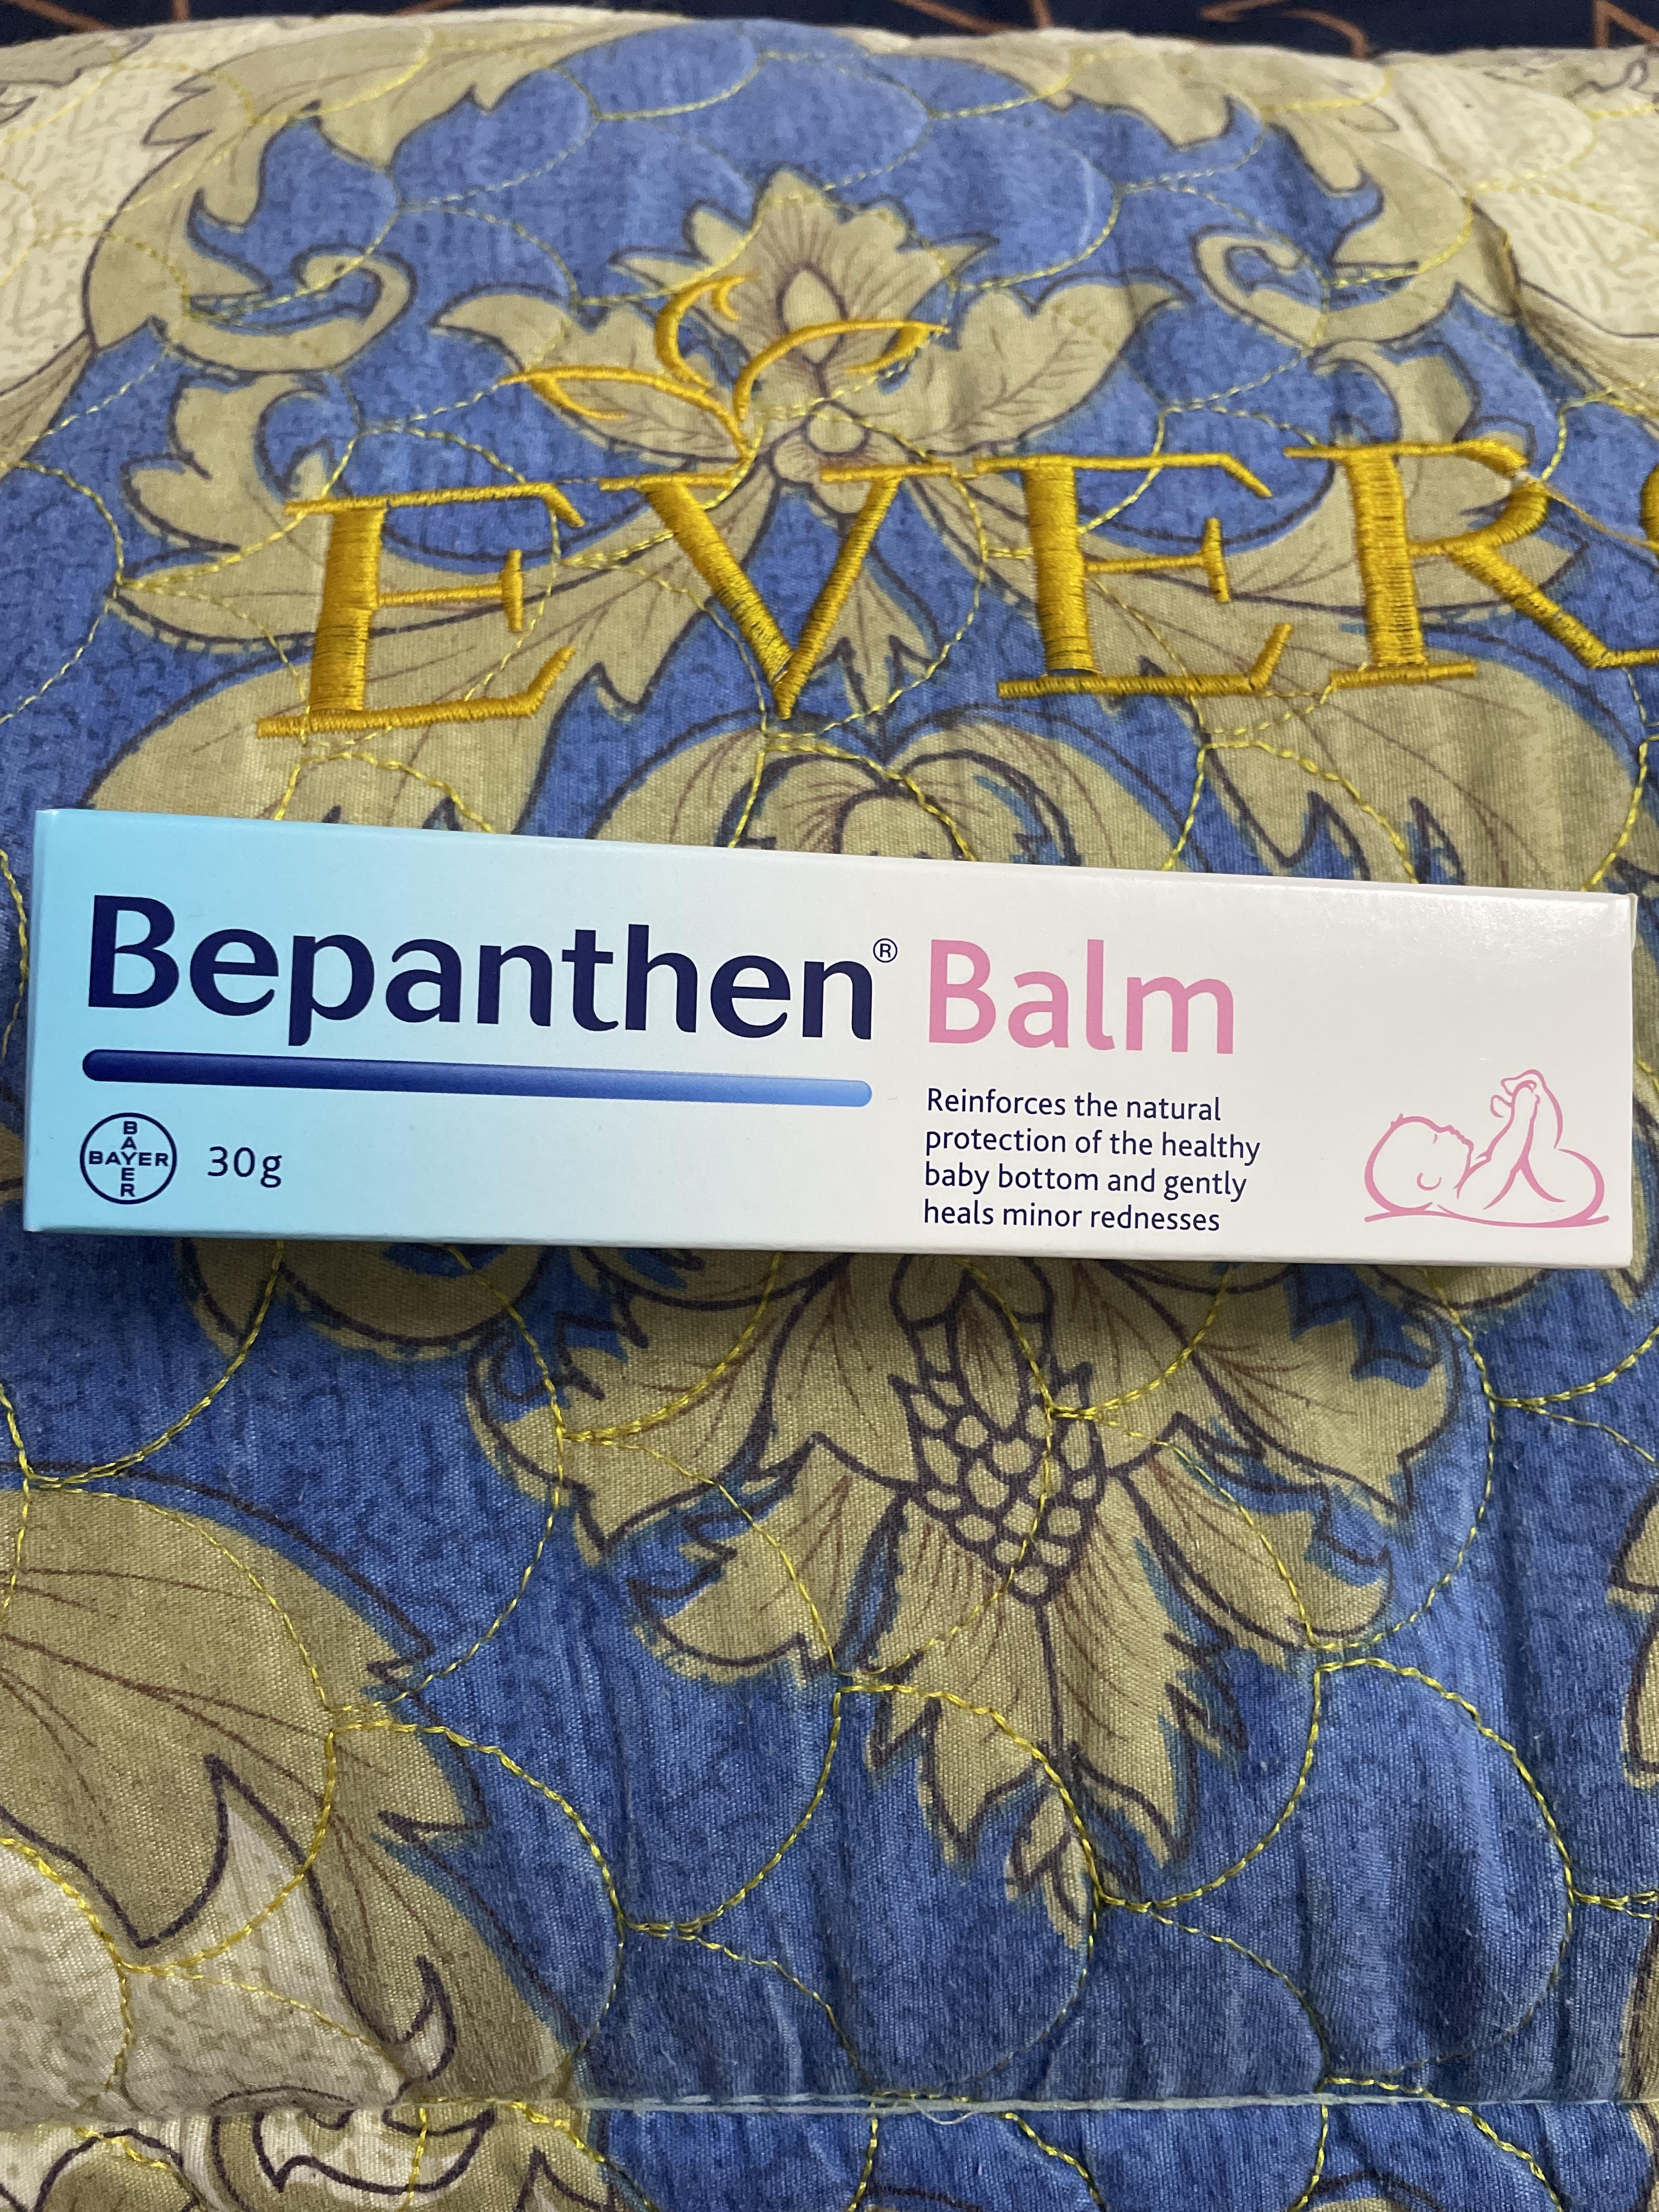 EVER
Bepanthen® Balm
Reinforces the natural
protection of the healthy
baby bottom and gently
heals minor rednesses
BAYER
BAYER
30g